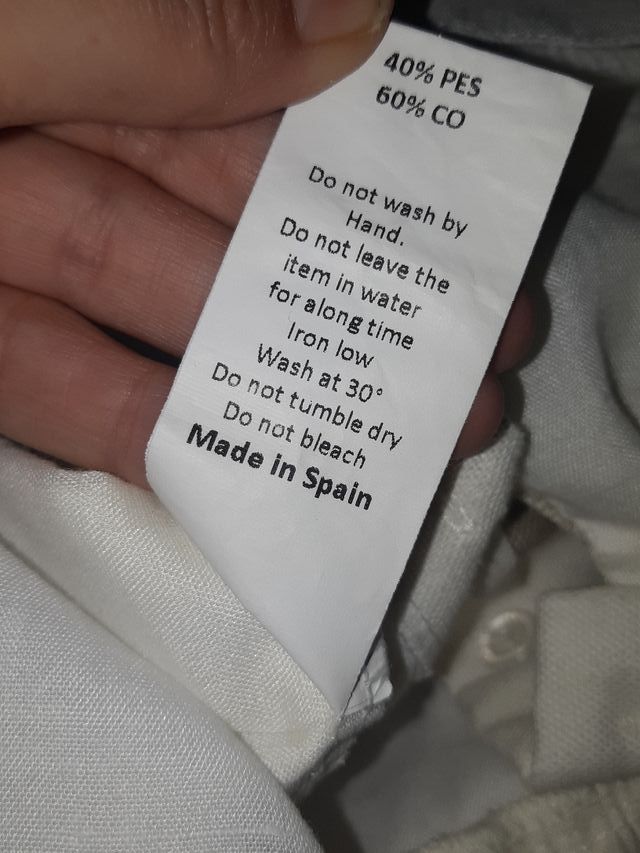 40% PES
60% CO
Do not wash by
Hand.
Do not leave the
item in water
for along time
Iron low
Wash at 30°
Do not tumble dry
Do not bleach
Made in Spain